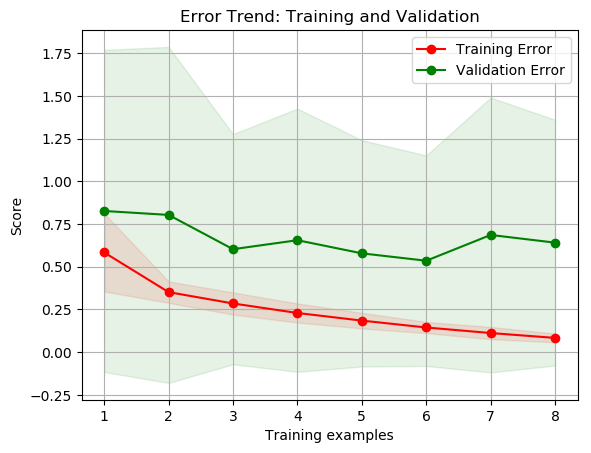 Error Trend: Training and Validation
Training Error
Validation Error
Score
1.75
1.50
1.25
1.00
0.75
0.50
0.25
0.00
−0.25
1 2 3 4 5 6 7 8
Training examples